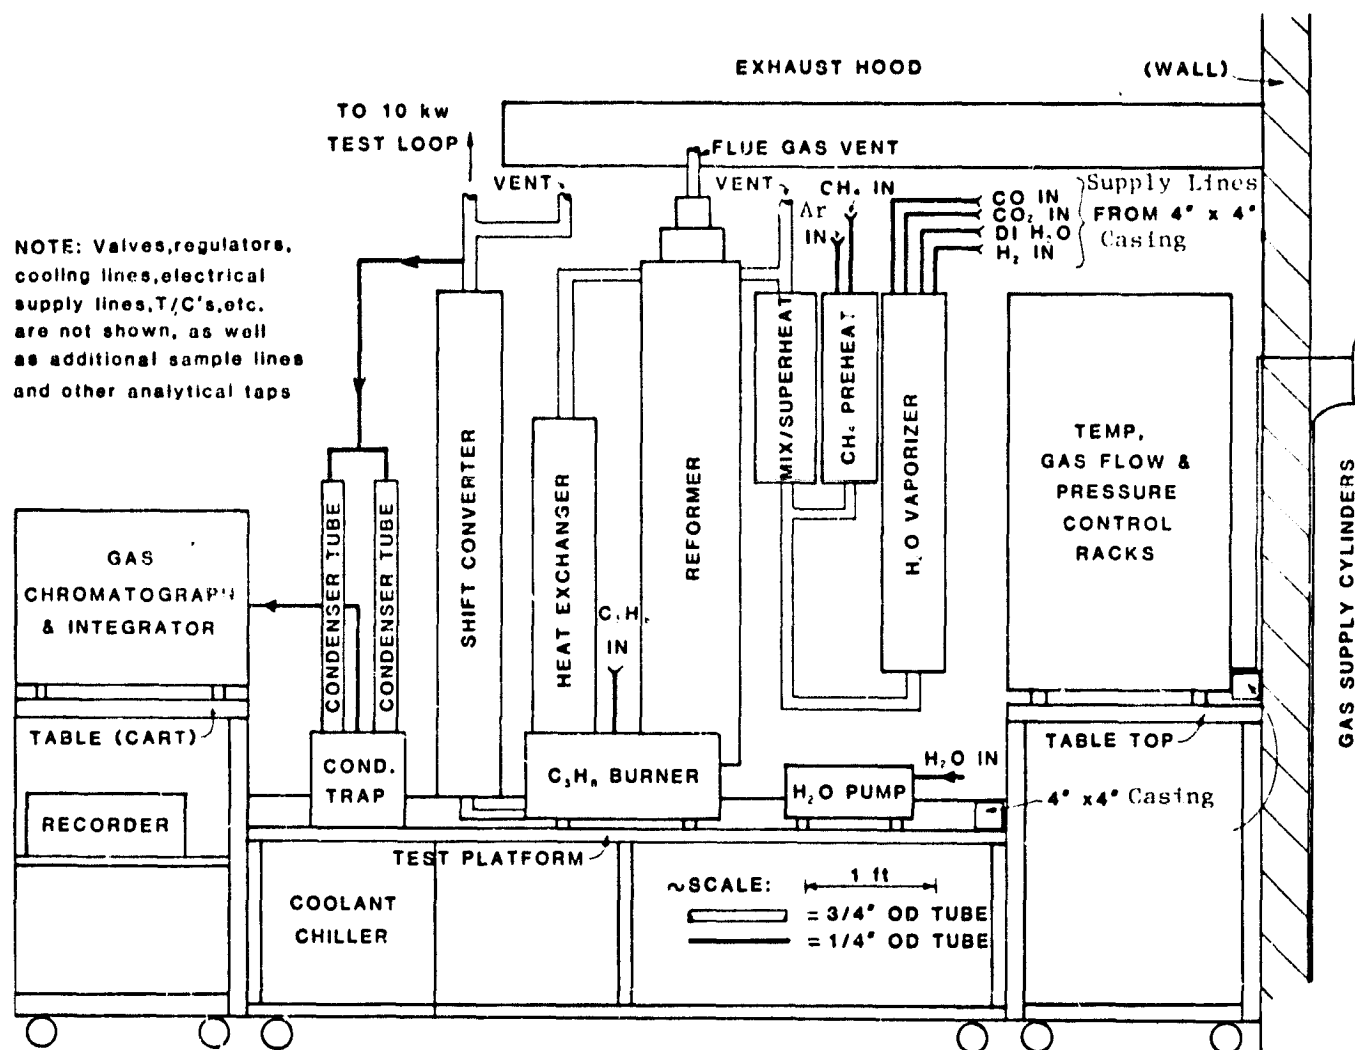 EXHAUST HOOD
(WALL)
TO 10 kw
TEST LOOP
FLUE GAS VENT
VENT
VENT
CH₄ IN
Ar
IN
CO IN
CO₂ IN
DI H₂O
H₂ IN
Supply Lines
FROM 4" x 4"
Casing
NOTE: Valves,regulators,
cooling lines,electrical
supply lines,T/C's,etc.
are not shown, as well
as additional sample lines
and other analytical taps
MIX/SUPERHEAT
CH₄ PREHEAT
H₂O VAPORIZER
TEMP,
GAS FLOW &
PRESSURE
CONTROL
RACKS
GAS SUPPLY CYLINDERS
SHIFT CONVERTER
HEAT EXCHANGER
REFORMER
CONDENSER TUBE
CONDENSER TUBE
GAS
CHROMATOGRAPH
& INTEGRATOR
IN
TABLE (CART)
COND.
TRAP
C₃H₈ BURNER
H₂O PUMP
H₂O IN
TABLE TOP
4" x4" Casing
RECORDER
TEST PLATFORM
COOLANT
CHILLER
~SCALE:
1 ft
= 3/4" OD TUBE
= 1/4" OD TUBE